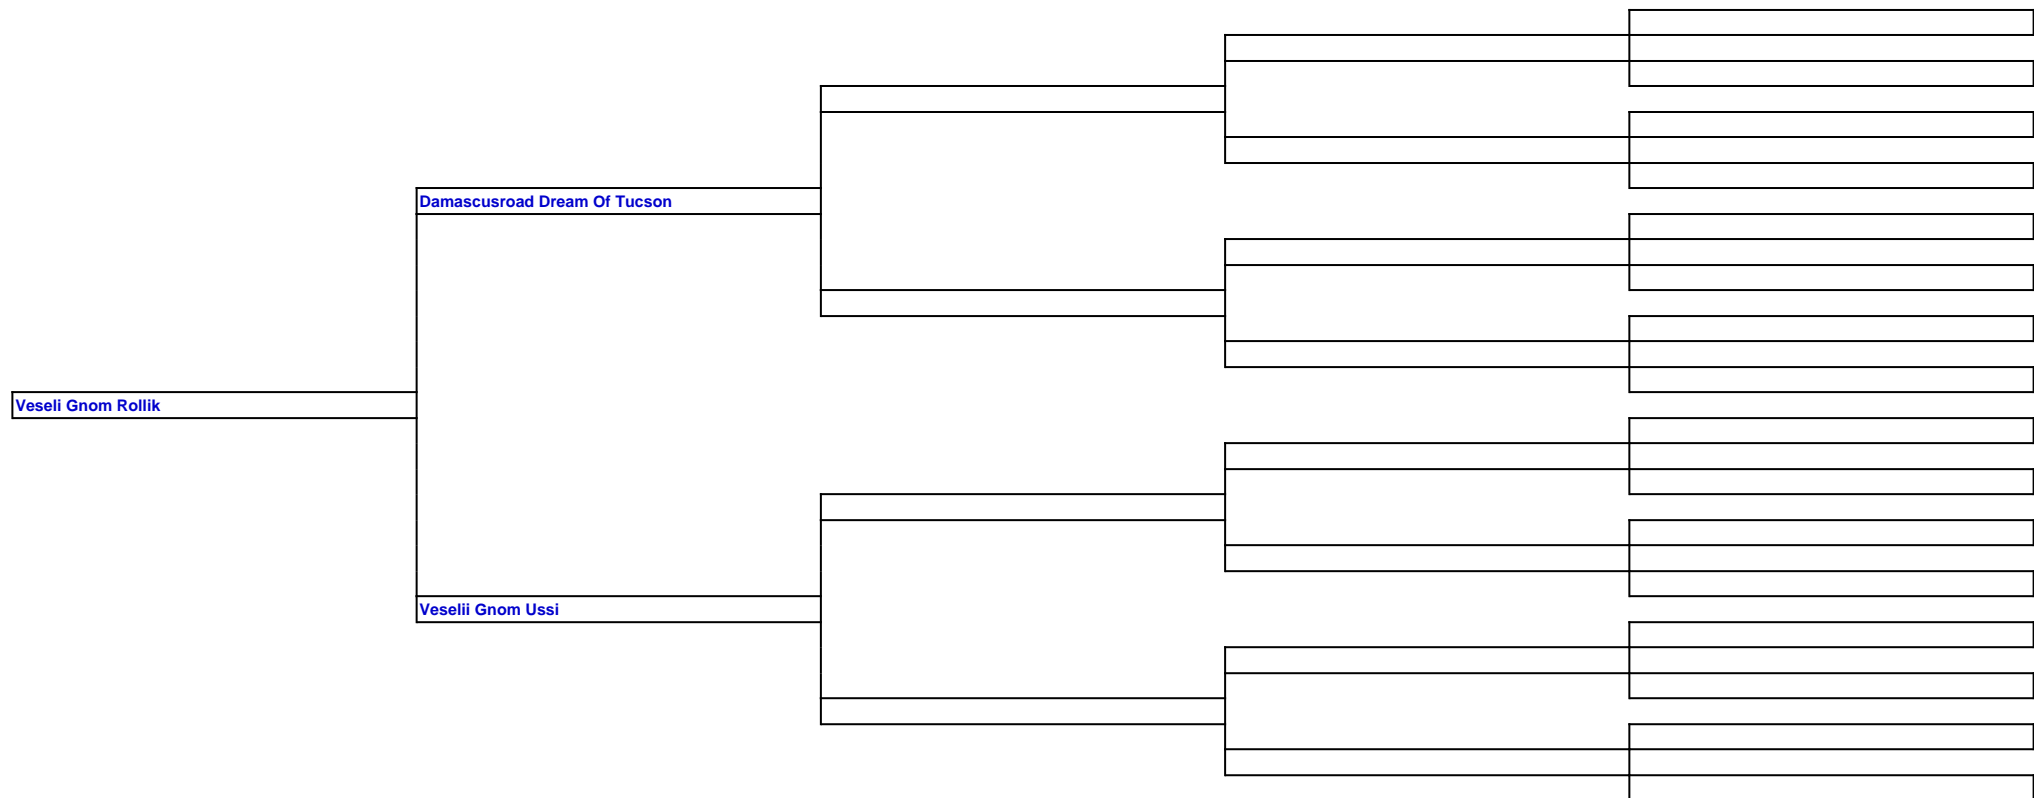 Damascusroad Dream Of Tucson
Veseli Gnom Rollik
Veselii Gnom Ussi